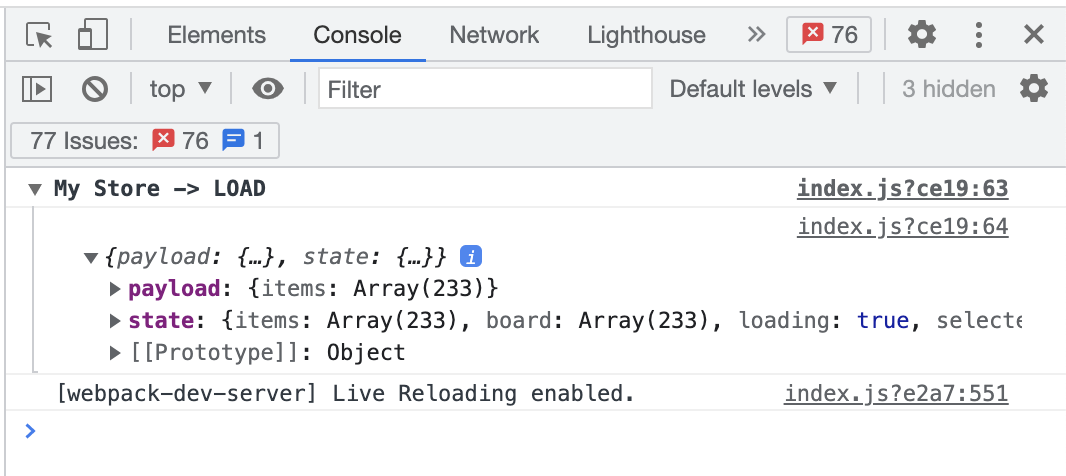 Elements Console Network Lighthouse 76
top Filter Default levels 3 hidden
77 Issues: 76 1
My Store -> LOAD index.js?ce19:63
index.js?ce19:64
{payload: {…}, state: {…}} i
payload: {items: Array(233)}
state: {items: Array(233), board: Array(233), loading: true, selecte
[[Prototype]]: Object
[webpack-dev-server] Live Reloading enabled. index.js?e2a7:551